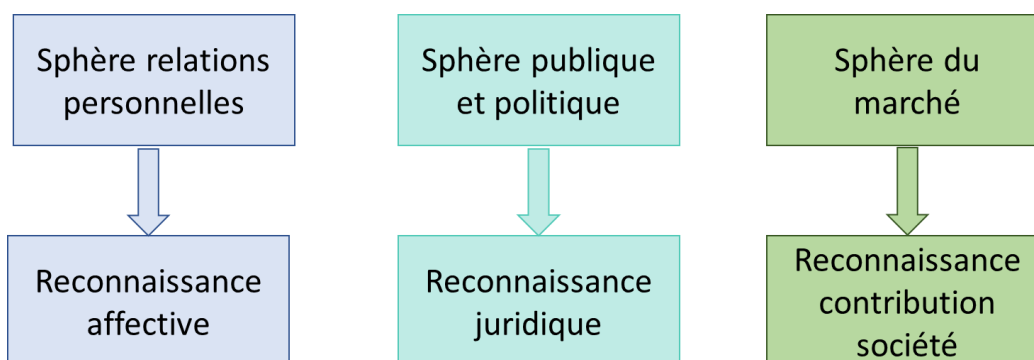 Sphère relations
personnelles
Sphère publique
et politique
Sphère du
marché
Reconnaissance
affective
Reconnaissance
juridique
Reconnaissance
contribution
société